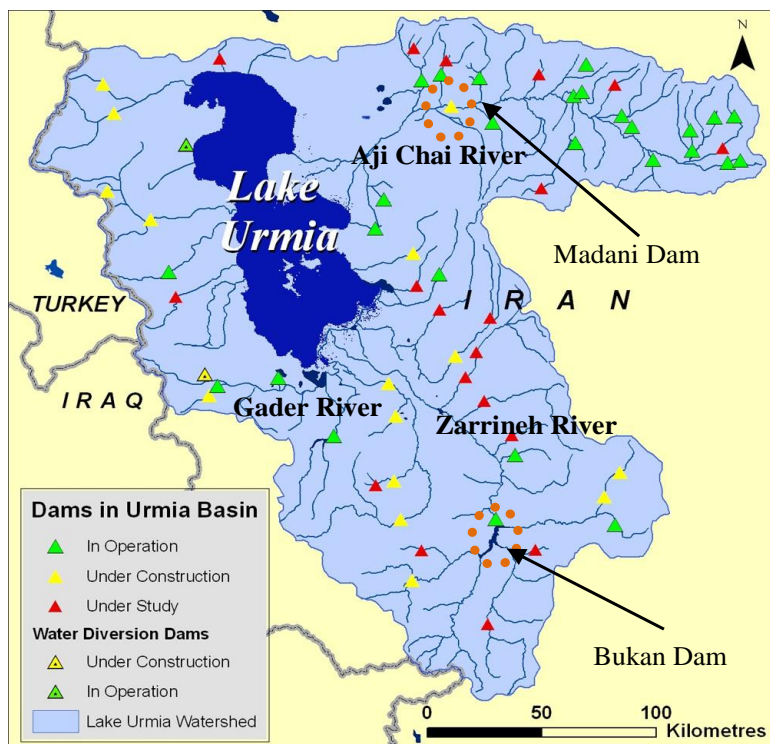 N
Aji Chai River
Lake
Urmia
Madani Dam
TURKEY
I R A N
I R A Q
Gader River
Zarrineh River
Dams in Urmia Basin
In Operation
Under Construction
Under Study
Water Diversion Dams
Under Construction
In Operation
Lake Urmia Watershed
Bukan Dam
0 50 100
Kilometres